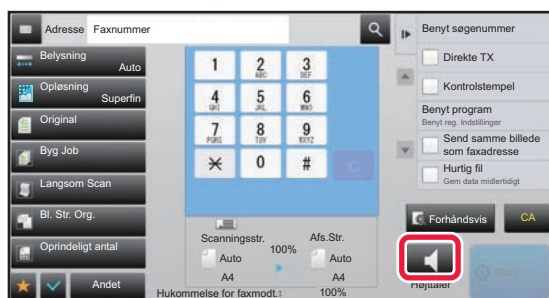 Adresse Faxnummer
Belysning
Auto
Opløsning
Superfin
Original
Byg Job
Langsom Scan
Bl. Str. Org.
Oprindeligt antal
Andet
1
2
ABC
3
DEF
4
GHI
5
JKL
6
MNO
7
PQRS
8
TUV
9
WXYZ
0
#
C
Scanningsstr.
100%
Afs.Str.
Auto
A4
Auto
A4
Hukommelse for faxmodt.:
100%
Benyt søgenummer
Direkte TX
Kontrolstempel
Benyt program
Benyt reg. Indstillinger
Send samme billede
som faxadresse
Hurtig fil
Gem data midlertidigt
Forhåndsvis
CA
Højttaler
Start